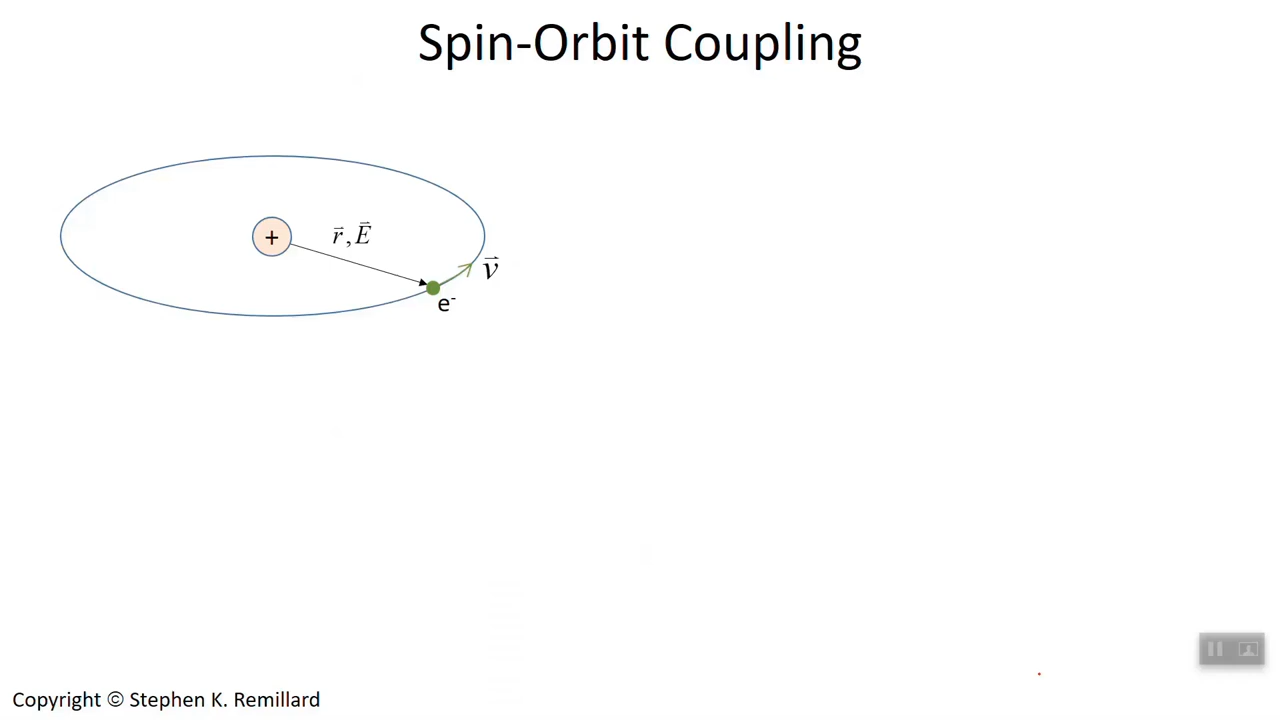 Spin-Orbit Coupling
+
r⃗, E⃗
v⃗
e⁻
Copyright © Stephen K. Remillard